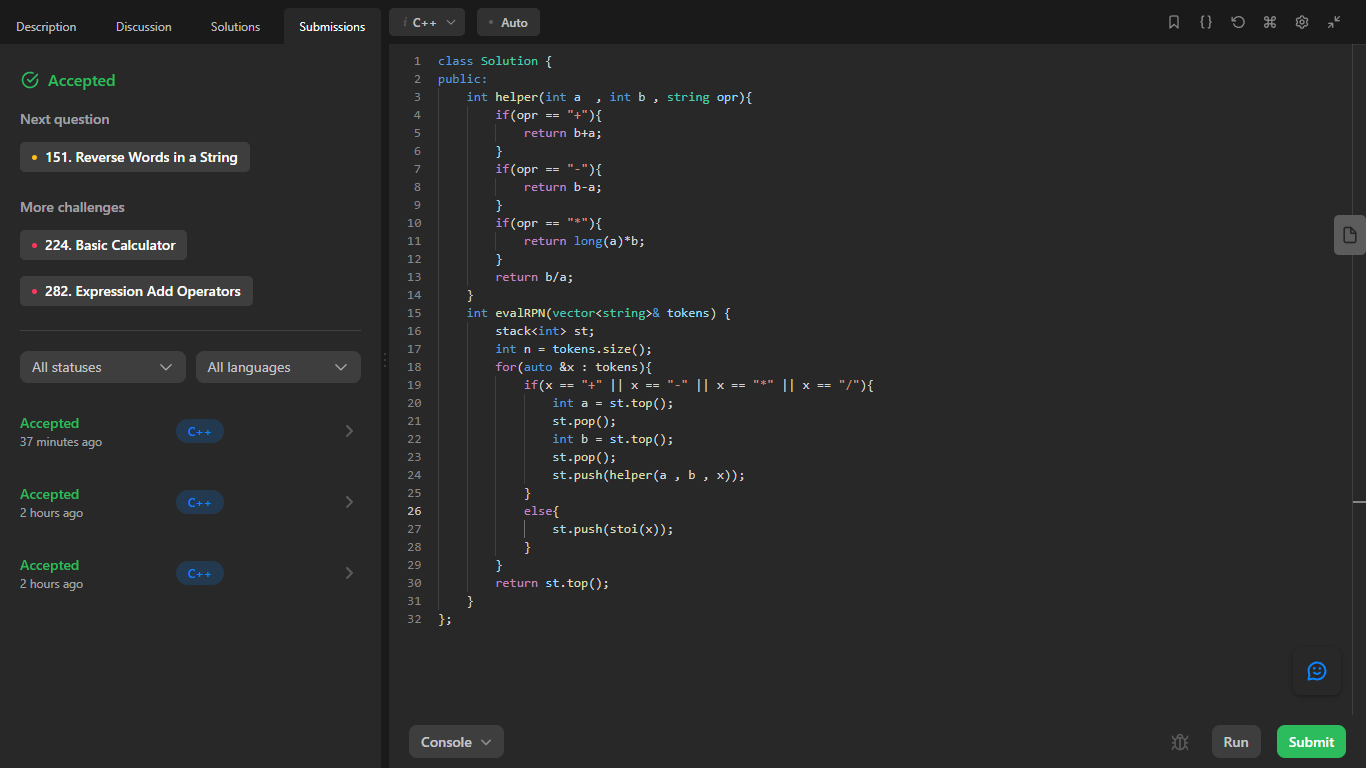 Description Discussion Solutions Submissions
i C++ • Auto
Accepted
Next question
• 151. Reverse Words in a String
More challenges
• 224. Basic Calculator
• 282. Expression Add Operators
All statuses All languages
Accepted
37 minutes ago
C++
Accepted
2 hours ago
C++
Accepted
2 hours ago
C++
1 class Solution {
2 public:
3     int helper(int a  , int b , string opr){
4         if(opr == "+"){
5             return b+a;
6         }
7         if(opr == "-"){
8             return b-a;
9         }
10         if(opr == "*"){
11             return long(a)*b;
12         }
13         return b/a;
14     }
15     int evalRPN(vector<string>& tokens) {
16         stack<int> st;
17         int n = tokens.size();
18         for(auto &x : tokens){
19             if(x == "+" || x == "-" || x == "*" || x == "/"){
20                 int a = st.top();
21                 st.pop();
22                 int b = st.top();
23                 st.pop();
24                 st.push(helper(a , b , x));
25             }
26             else{
27                 st.push(stoi(x));
28             }
29         }
30         return st.top();
31     }
32 };
Console Run Submit